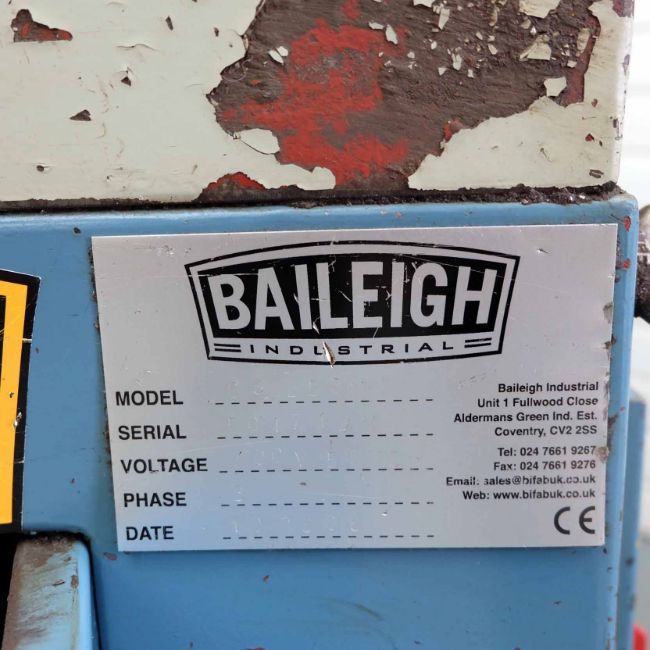 BAILEIGH
INDUSTRIAL
MODEL
SERIAL
VOLTAGE
PHASE
DATE
Baileigh Industrial
Unit 1 Fullwood Close
Aldermans Green Ind. Est.
Coventry, CV2 2SS
Tel: 024 7661 9267
Fax: 024 7661 9276
Email: sales@bifabuk.co.uk
Web: www.bifabuk.co.uk
CE